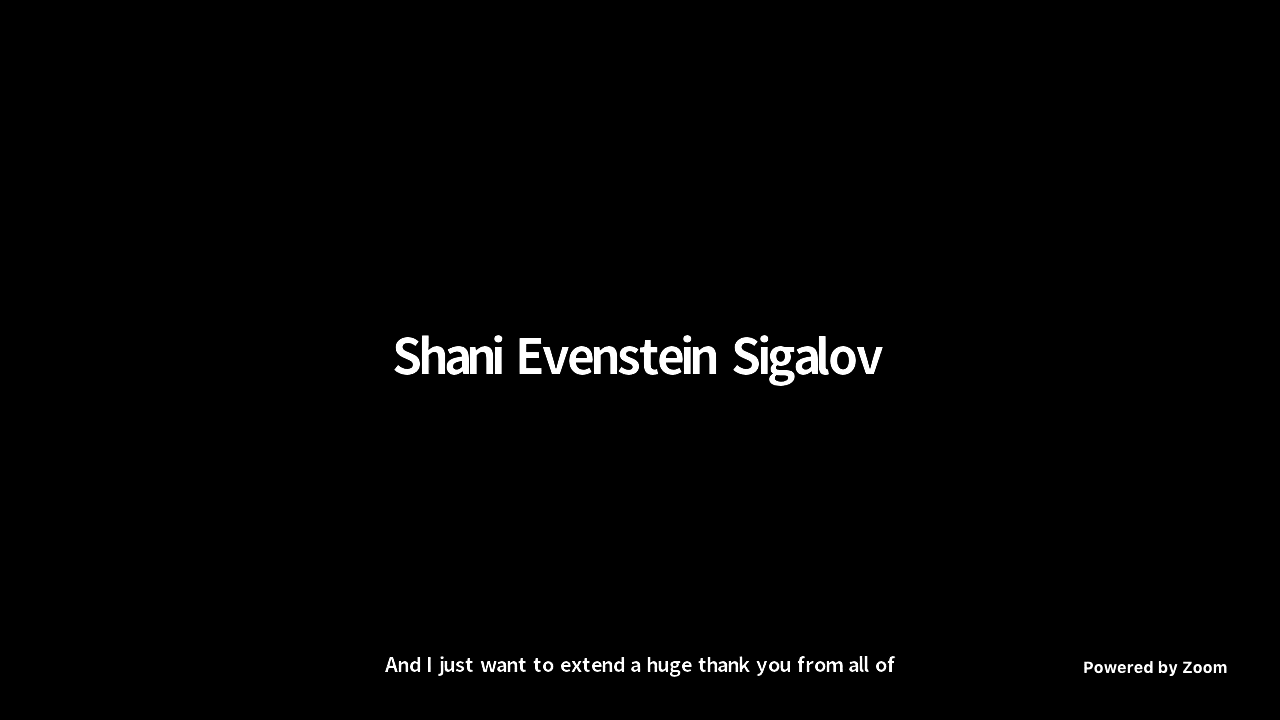 Shani Evenstein Sigalov
And I just want to extend a huge thank you from all of
Powered by Zoom